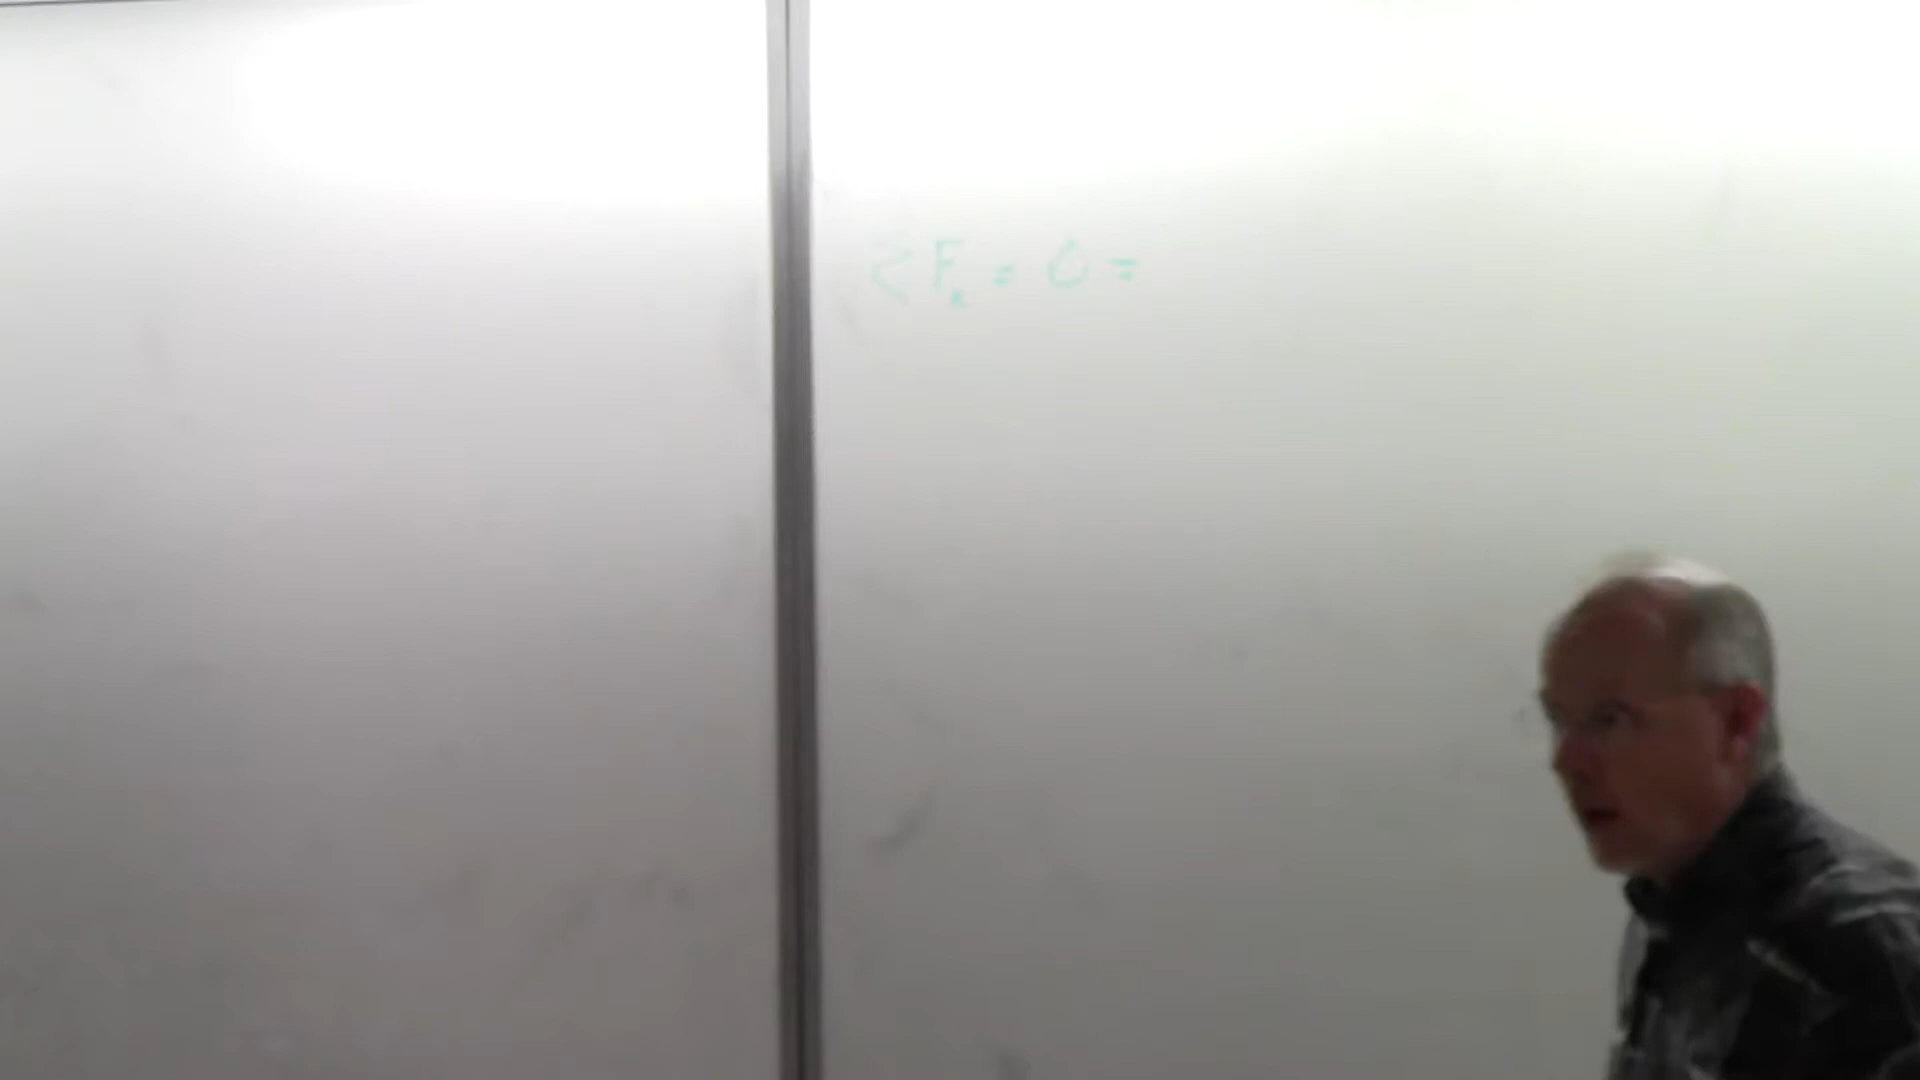 ΣFₓ = 0 =